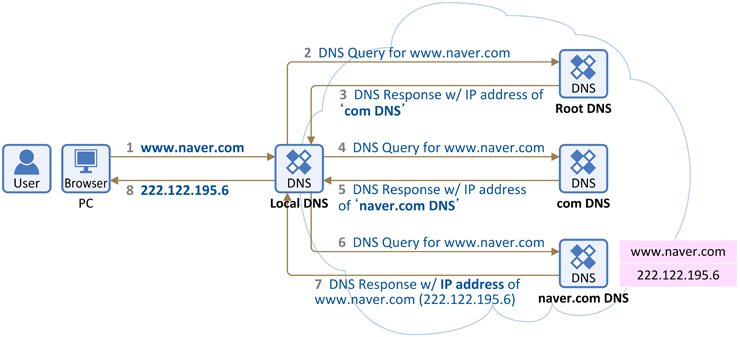 2 DNS Query for www.naver.com
DNS
Root DNS
3 DNS Response w/ IP address of
‘com DNS’
1 www.naver.com
4 DNS Query for www.naver.com
User
Browser
PC
8 222.122.195.6
DNS
Local DNS
5 DNS Response w/ IP address
of ‘naver.com DNS’
DNS
com DNS
6 DNS Query for www.naver.com
DNS
naver.com DNS
www.naver.com
222.122.195.6
7 DNS Response w/ IP address of
www.naver.com (222.122.195.6)